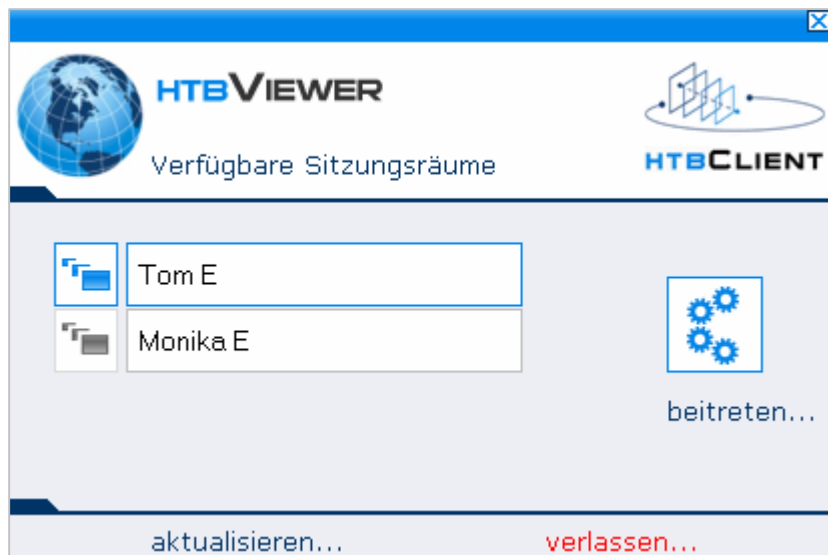 HTBVIEWER
Verfügbare Sitzungsräume
HTBCLIENT
Tom E
Monika E
beitreten...
aktualisieren...
verlassen...